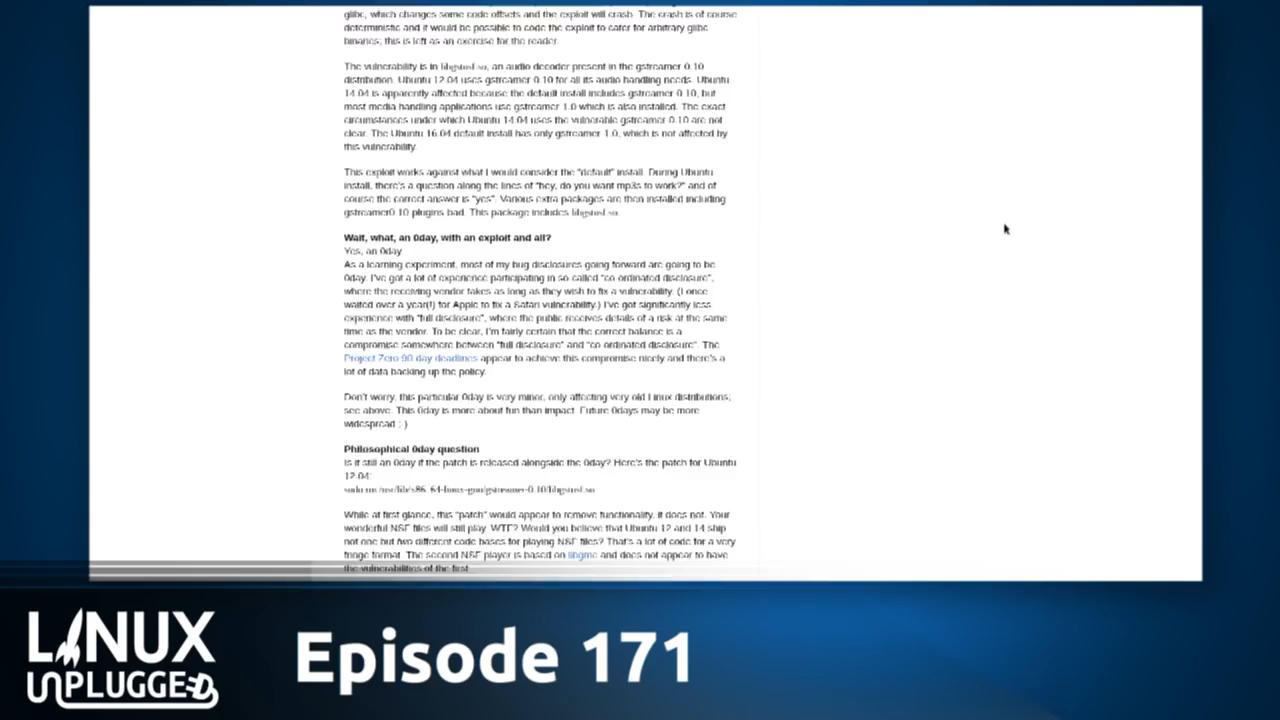 glibc, which changes some code offsets and the exploit will crash. The crash is of course
deterministic and it would be possible to code the exploit to cater for arbitrary glibc
binaries; this is left as an exercise for the reader.
The vulnerability is in libgstnsf.so, an audio decoder present in the gstreamer 0.10
distribution. Ubuntu 12.04 uses gstreamer 0.10 for all its audio handling needs. Ubuntu
14.04 is apparently affected because the default install includes gstreamer 0.10, but
most media handling applications use gstreamer 1.0 which is also installed. The exact
circumstances under which Ubuntu 14.04 uses the vulnerable gstreamer 0.10 are not
clear. The Ubuntu 16.04 default install has only gstreamer 1.0, which is not affected by
this vulnerability.
This exploit works against what I would consider the "default" install. During Ubuntu
install, there's a question along the lines of "hey, do you want mp3s to work?" and of
course the correct answer is "yes". Various extra packages are then installed including
gstreamer0.10-plugins-bad. This package includes libgstnsf.so.
Wait, what, an 0day, with an exploit and all?
Yes, an 0day.
As a learning experiment, most of my bug disclosures going forward are going to be
0day. I've got a lot of experience participating in so-called "co-ordinated disclosure",
where the receiving vendor takes as long as they wish to fix a vulnerability. (I once
waited over a year(!) for Apple to fix a Safari vulnerability.) I've got significantly less
experience with "full disclosure", where the public receives details of a risk at the same
time as the vendor. To be clear, I'm fairly certain that the correct balance is a
compromise somewhere between "full disclosure" and "co-ordinated disclosure". The
Project Zero 90-day deadlines appear to achieve this compromise nicely and there's a
lot of data backing up the policy.
Don't worry, this particular 0day is very minor, only affecting very old Linux distributions;
see above. This 0day is more about fun than impact. Future 0days may be more
widespread ;-)
Philosophical 0day question
Is it still an 0day if the patch is released alongside the 0day? Here's the patch for Ubuntu
12.04:
sudo rm /usr/lib/x86_64-linux-gnu/gstreamer-0.10/libgstnsf.so
While at first glance, this "patch" would appear to remove functionality, it does not. Your
wonderful NSF files will still play. WTF? Would you believe that Ubuntu 12 and 14 ship
not one but two different code bases for playing NSF files? That's a lot of code for a very
fringe format. The second NSF player is based on libgme and does not appear to have
the vulnerabilities of the first.
LINUX
UNPLUGGED
Episode 171